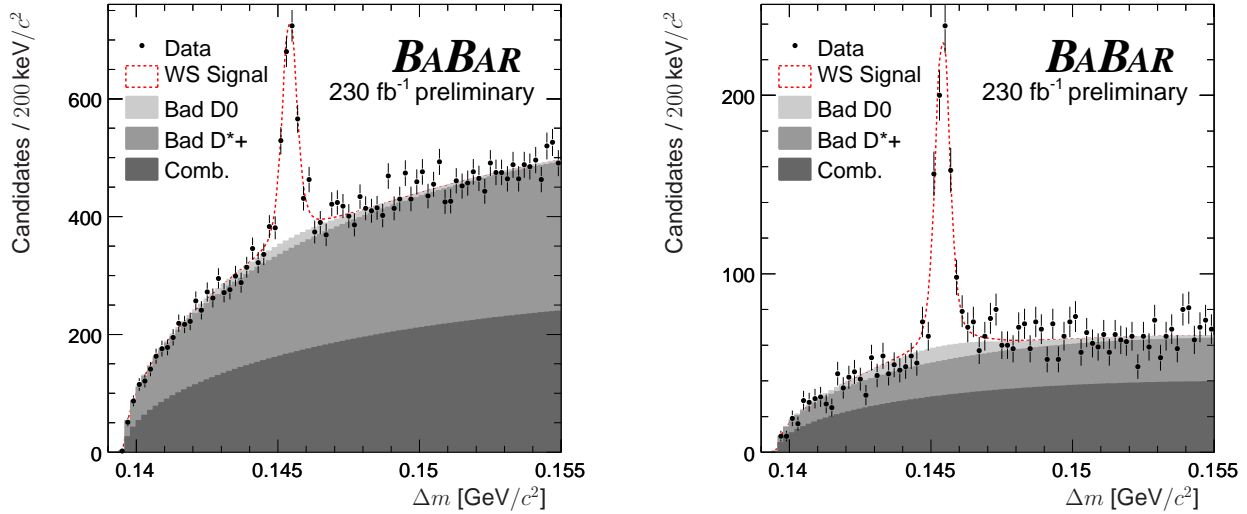 Candidates / 200 keV/c²
600
400
200
0
Data
WS Signal
Bad D0
Bad D*+
Comb.
BABAR
230 fb⁻¹ preliminary
0.14 0.145 0.15 0.155
Δm [GeV/c²]
Candidates / 200 keV/c²
200
100
0
Data
WS Signal
Bad D0
Bad D*+
Comb.
BABAR
230 fb⁻¹ preliminary
0.14 0.145 0.15 0.155
Δm [GeV/c²]